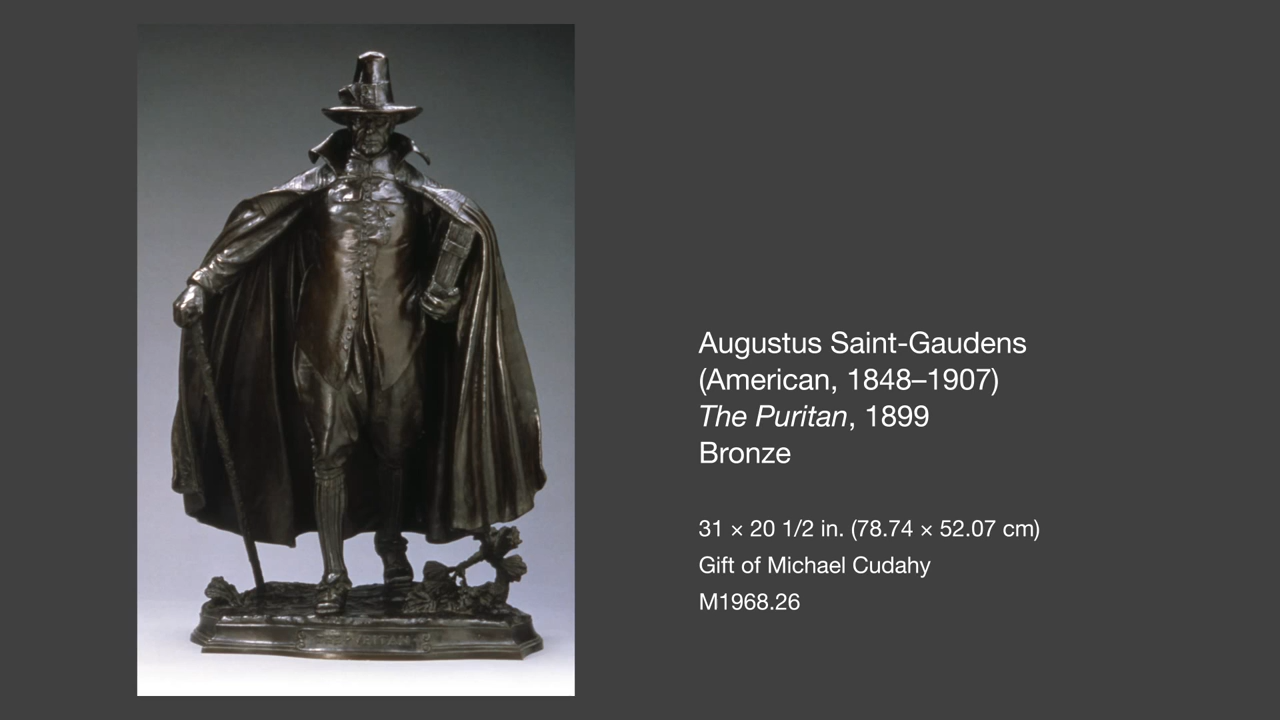 Augustus Saint-Gaudens
(American, 1848–1907)
The Puritan, 1899
Bronze
31 × 20 1/2 in. (78.74 × 52.07 cm)
Gift of Michael Cudahy
M1968.26
PURITAN